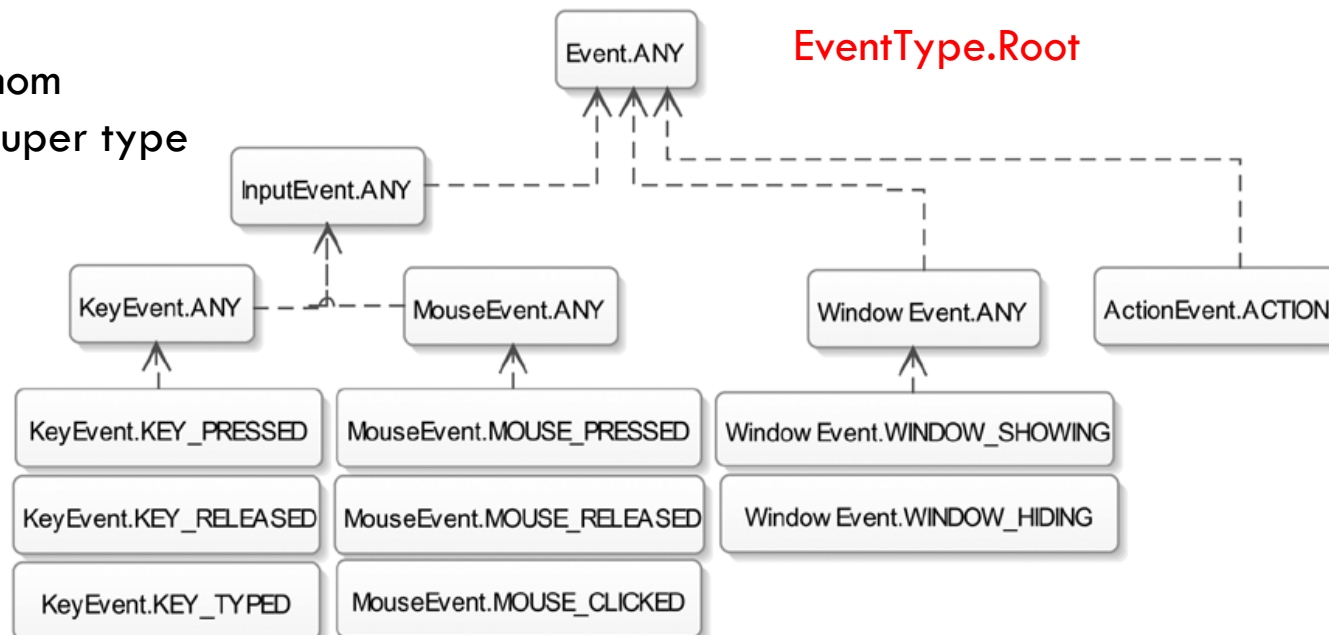 Event.ANY
EventType.Root
nom
uper type
InputEvent.ANY
KeyEvent.ANY
MouseEvent.ANY
Window Event.ANY
ActionEvent.ACTION
KeyEvent.KEY_PRESSED
MouseEvent.MOUSE_PRESSED
Window Event.WINDOW_SHOWING
KeyEvent.KEY_RELEASED
MouseEvent.MOUSE_RELEASED
Window Event.WINDOW_HIDING
KeyEvent.KEY_TYPED
MouseEvent.MOUSE_CLICKED